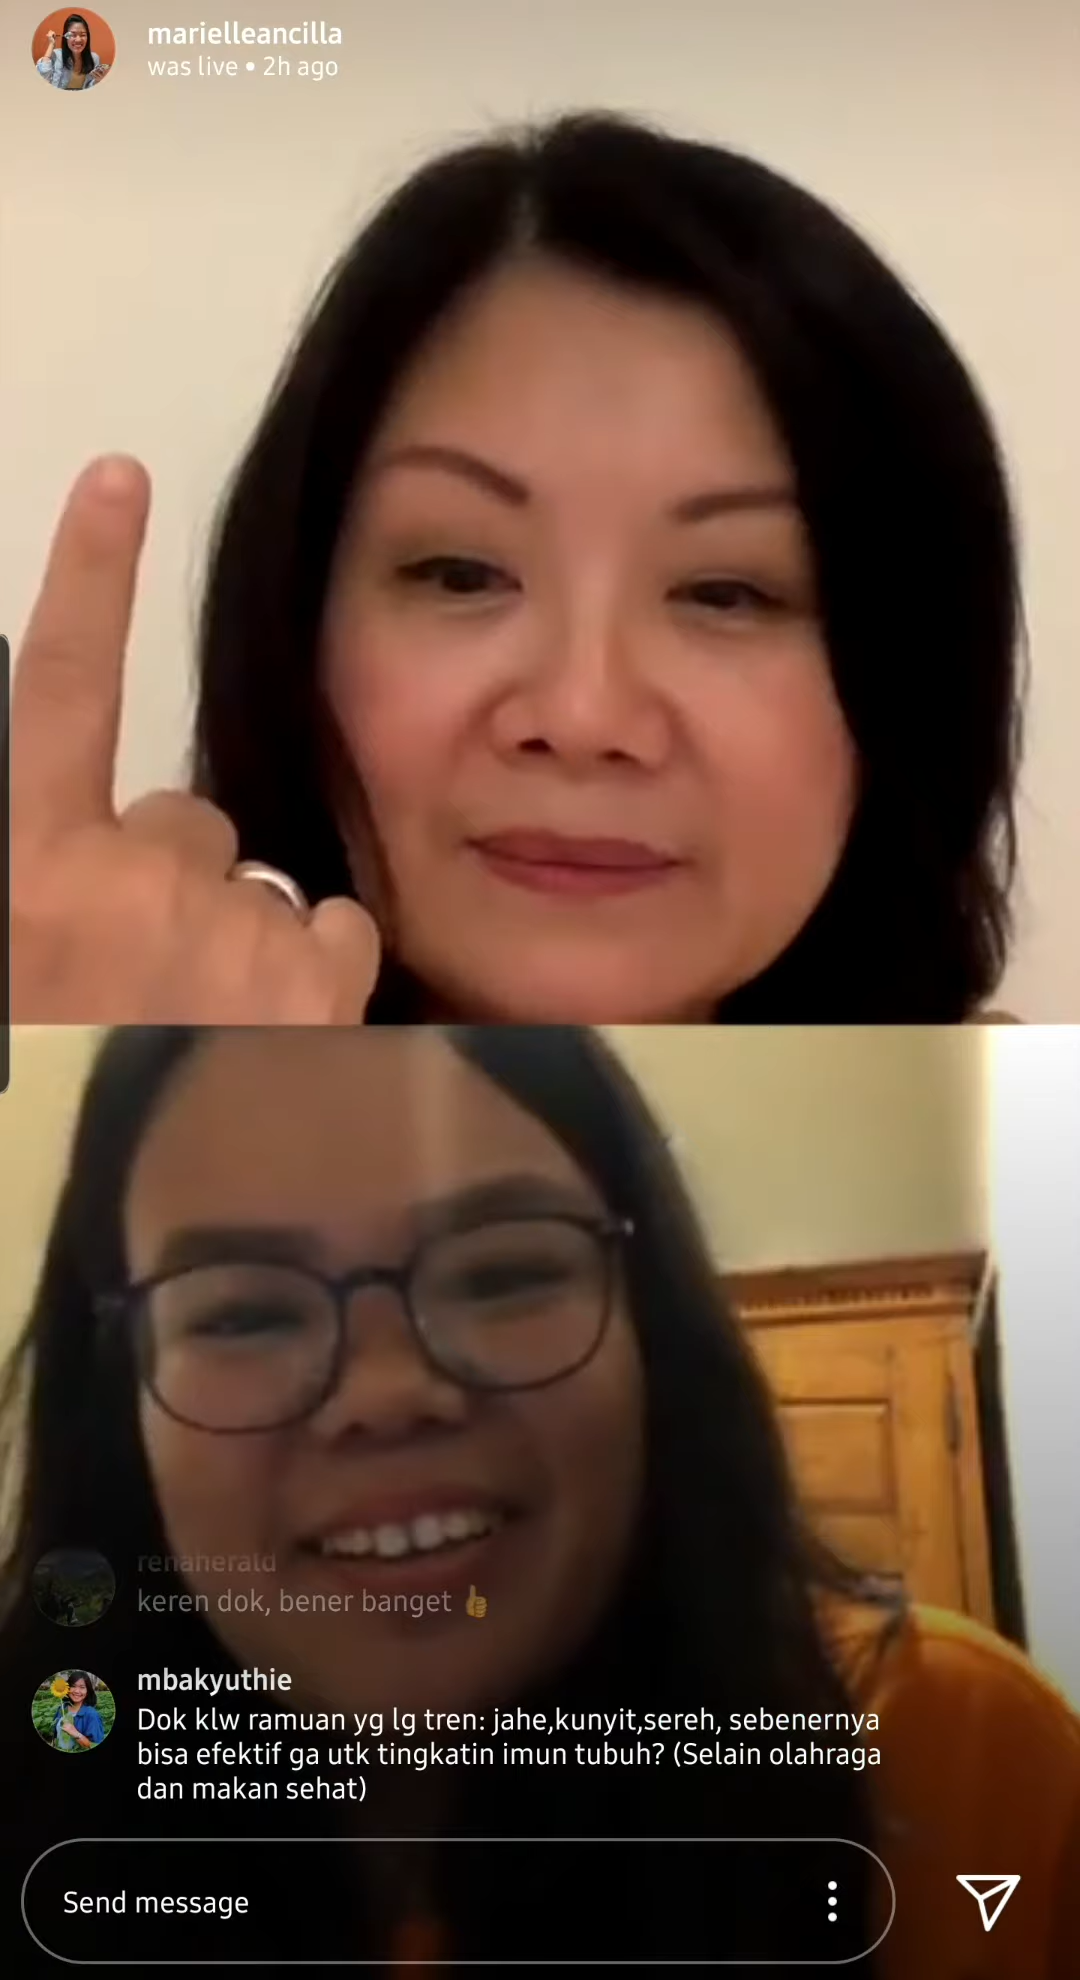 marielleancilla
was live • 2h ago
renaherald
keren dok, bener banget 👍
mbakyuthie
Dok klw ramuan yg lg tren: jahe,kunyit,sereh, sebenernya
bisa efektif ga utk tingkatin imun tubuh? (Selain olahraga
dan makan sehat)
Send message